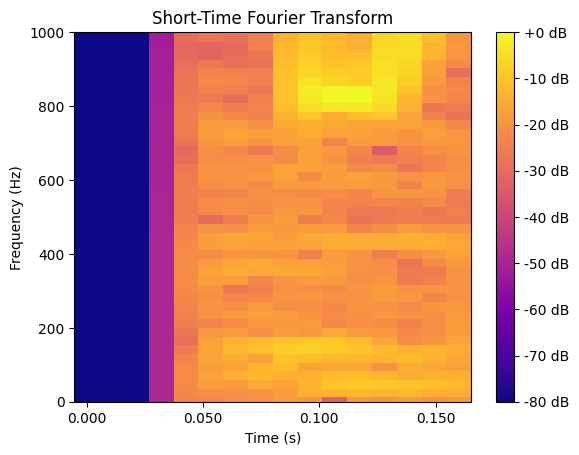 Short-Time Fourier Transform
1000
800
600
400
200
0
Frequency (Hz)
0.000
0.050
0.100
0.150
Time (s)
+0 dB
-10 dB
-20 dB
-30 dB
-40 dB
-50 dB
-60 dB
-70 dB
-80 dB